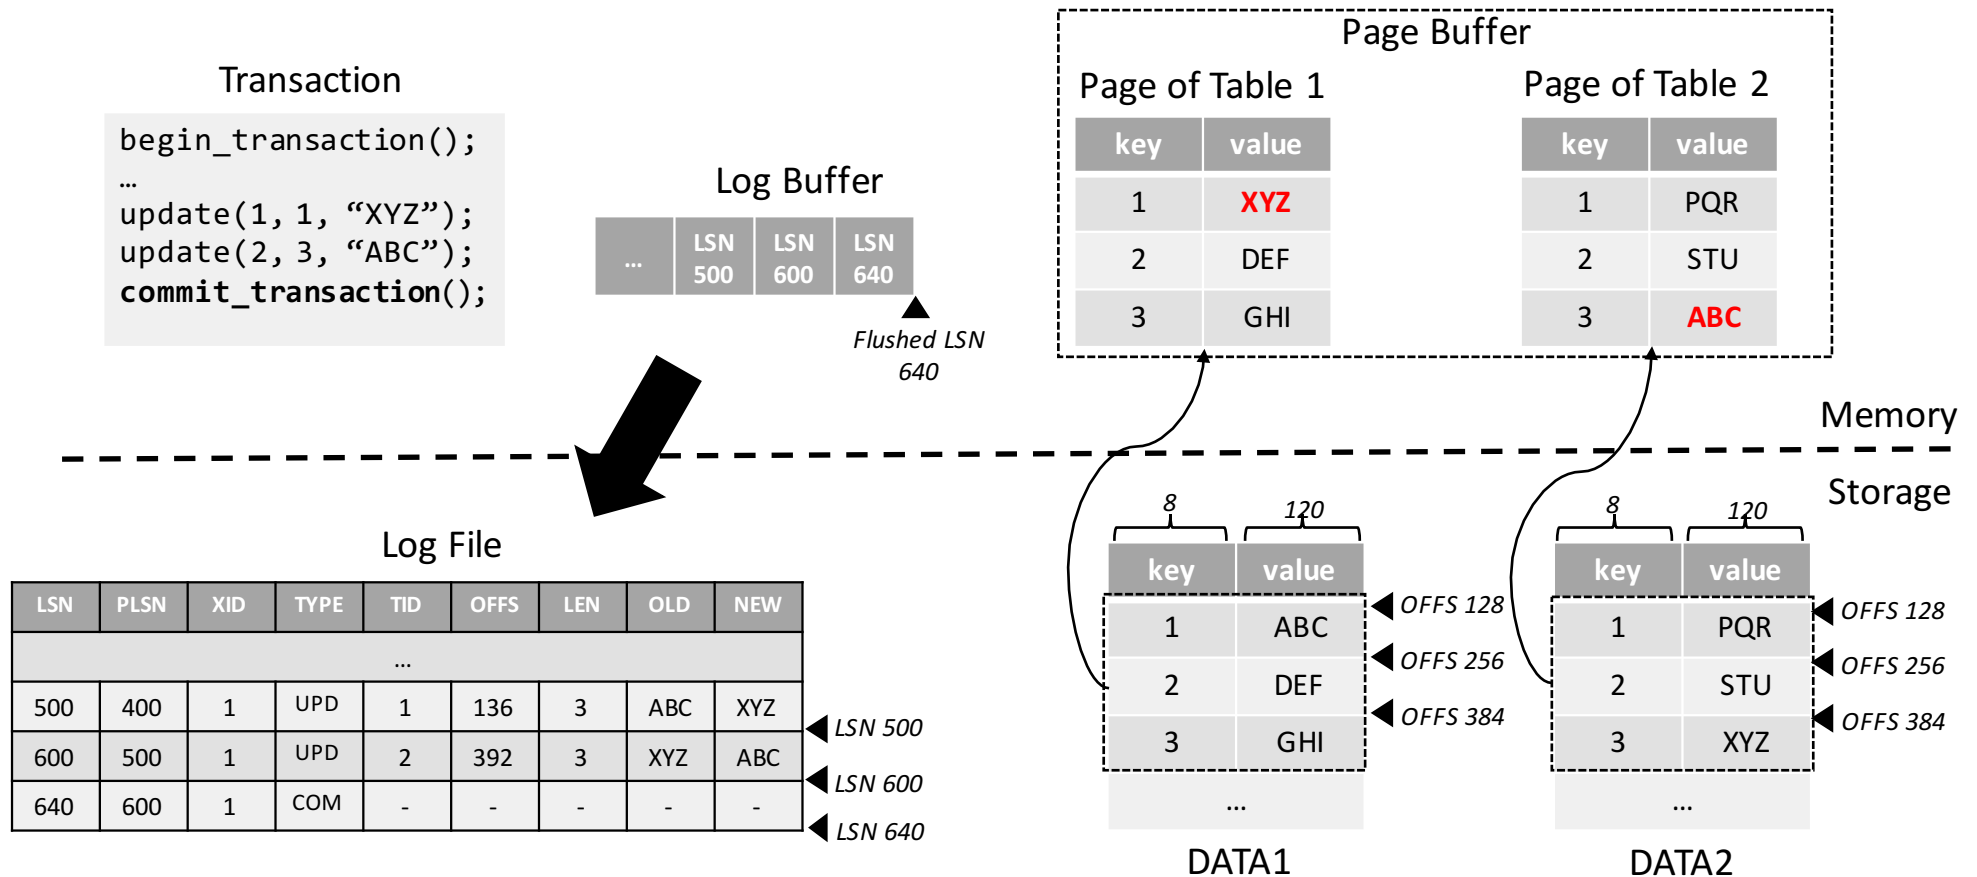 Transaction
begin_transaction();
…
update(1, 1, “XYZ”);
update(2, 3, “ABC”);
commit_transaction();
Log Buffer
… LSN 500 LSN 600 LSN 640
Flushed LSN
640
Page Buffer
Page of Table 1
key value
1 XYZ
2 DEF
3 GHI
Page of Table 2
key value
1 PQR
2 STU
3 ABC
Memory
Storage
Log File
LSN PLSN XID TYPE TID OFFS LEN OLD NEW
…
500 400 1 UPD 1 136 3 ABC XYZ
LSN 500
600 500 1 UPD 2 392 3 XYZ ABC
LSN 600
640 600 1 COM - - - - -
LSN 640
8 120
key value
OFFS 128
1 ABC
OFFS 256
2 DEF
OFFS 384
3 GHI
…
DATA1
8 120
key value
OFFS 128
1 PQR
OFFS 256
2 STU
OFFS 384
3 XYZ
…
DATA2